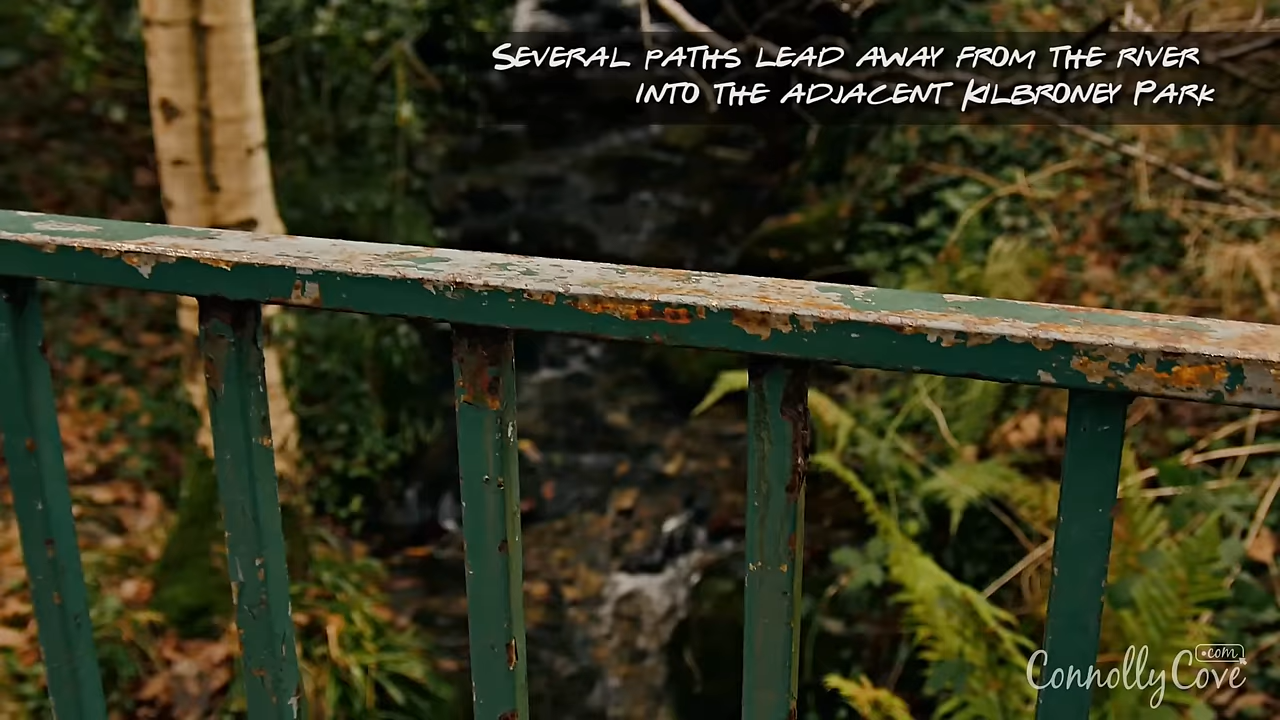 Several paths lead away from the river
into the adjacent Kilbroney Park
ConnollyCove.com